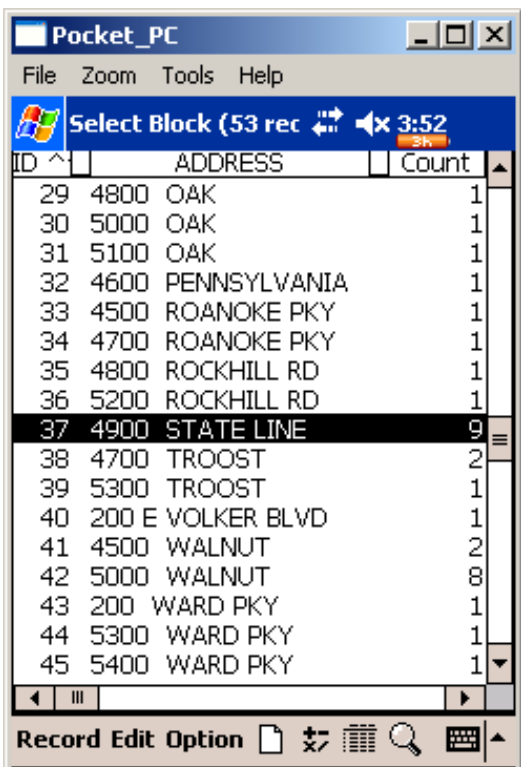 Pocket_PC
File Zoom Tools Help
Select Block (53 rec 3:52
3h
ID ^ ADDRESS Count
29 4800 OAK 1
30 5000 OAK 1
31 5100 OAK 1
32 4600 PENNSYLVANIA 1
33 4500 ROANOKE PKY 1
34 4700 ROANOKE PKY 1
35 4800 ROCKHILL RD 1
36 5200 ROCKHILL RD 1
37 4900 STATE LINE 9
38 4700 TROOST 2
39 5300 TROOST 1
40 200 E VOLKER BLVD 1
41 4500 WALNUT 2
42 5000 WALNUT 8
43 200 WARD PKY 1
44 5300 WARD PKY 1
45 5400 WARD PKY 1
Record Edit Option